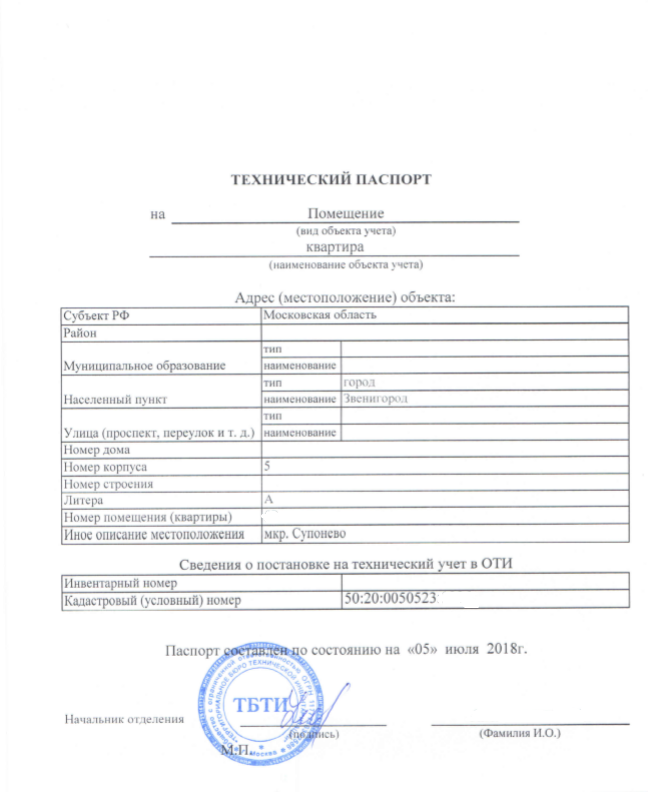 ТЕХНИЧЕСКИЙ ПАСПОРТ
на Помещение
(вид объекта учета)
квартира
(наименование объекта учета)
Адрес (местоположение) объекта:
Субъект РФ Московская область
Район
Муниципальное образование тип
наименование
Населенный пункт тип город
наименование Звенигород
Улица (проспект, переулок и т. д.) тип
наименование
Номер дома
Номер корпуса 5
Номер строения
Литера А
Номер помещения (квартиры)
Иное описание местоположения мкр. Супонево
Сведения о постановке на технический учет в ОТИ
Инвентарный номер
Кадастровый (условный) номер 50:20:0050523
Паспорт составлен по состоянию на «05» июля 2018г.
ТБТИ
Начальник отделения
(подпись) (Фамилия И.О.)
М.П.